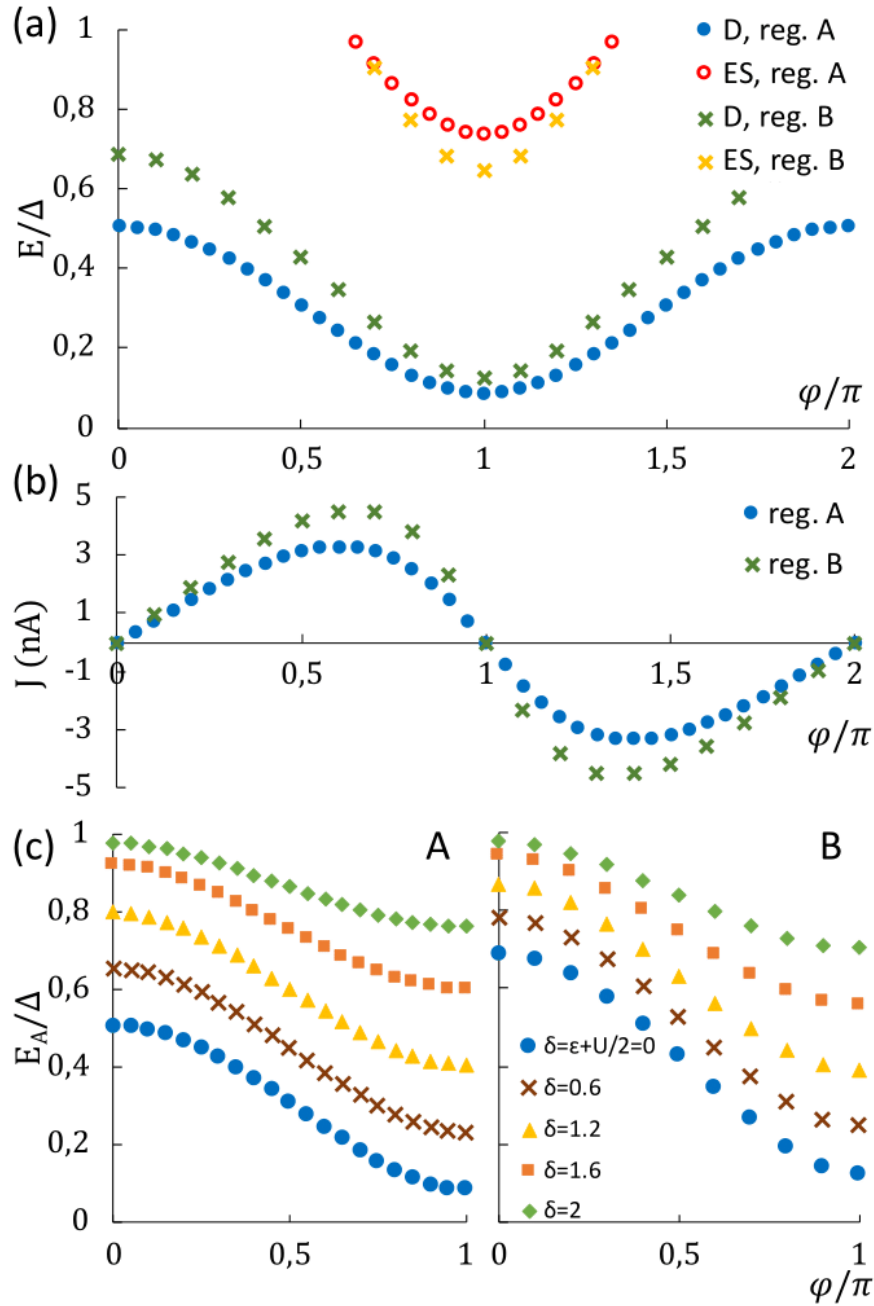 (a)
1
0,8
0,6
0,4
0,2
0
E/Δ
D, reg. A
ES, reg. A
D, reg. B
ES, reg. B
φ/π
0
0,5
1
1,5
2
(b)
5
3
1
-1
-3
-5
J (nA)
reg. A
reg. B
0
0,5
1
1,5
2
φ/π
(c)
A
B
1
0,8
0,6
0,4
0,2
0
E_A/Δ
δ=ε+U/2=0
δ=0.6
δ=1.2
δ=1.6
δ=2
0
0,5
1
0
0,5
1
φ/π